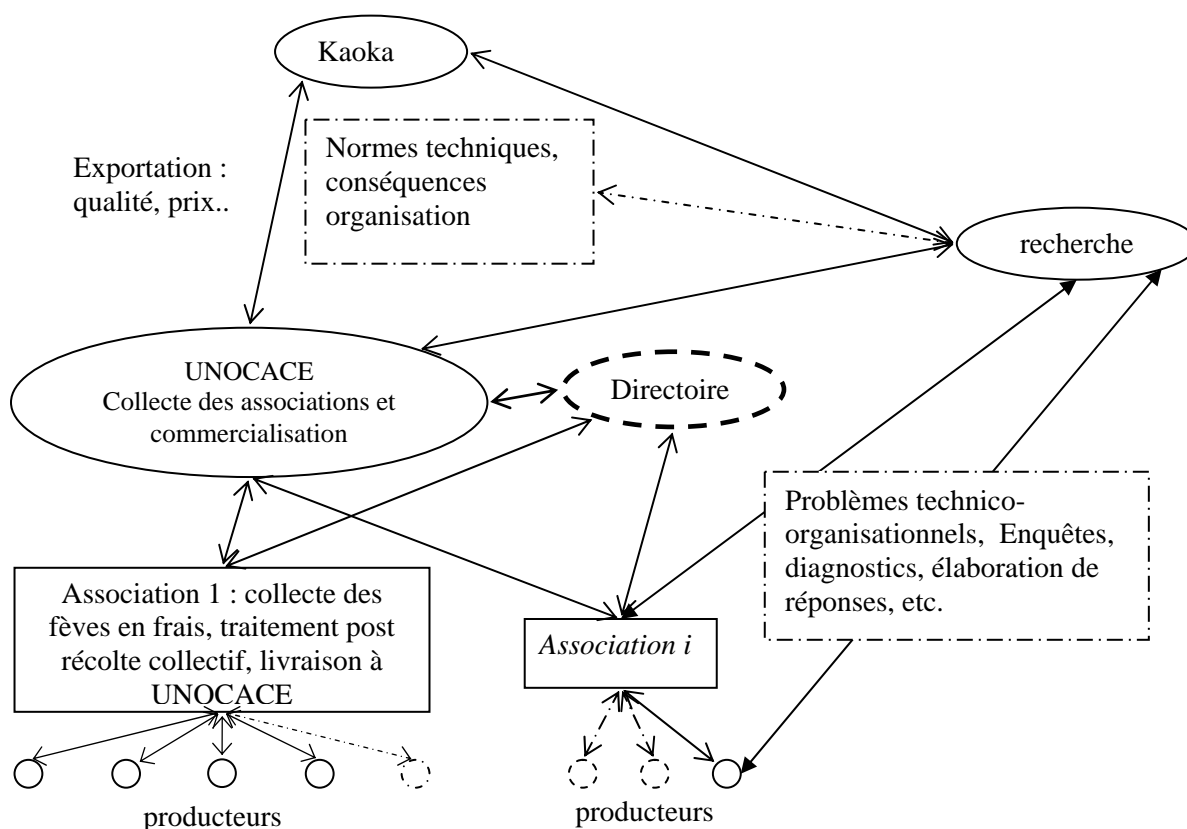 Kaoka
Normes techniques,
conséquences
organisation
Exportation :
qualité, prix..
recherche
UNOCACE
Collecte des associations et
commercialisation
Directoire
Problèmes technico-
organisationnels, Enquêtes,
diagnostics, élaboration de
réponses, etc.
Association 1 : collecte des
fèves en frais, traitement post
récolte collectif, livraison à
UNOCACE
Association i
producteurs
producteurs